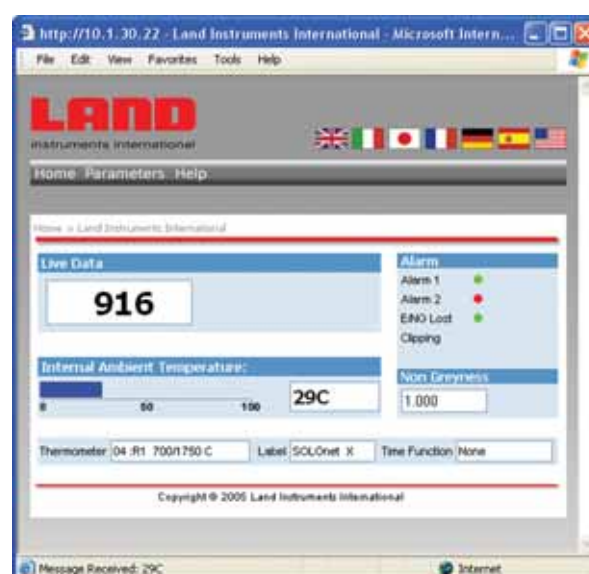 http://10.1.30.22 - Land Instruments International - Microsoft Intern...
File Edit View Favorites Tools Help
LAND
instruments international
Home Parameters Help
Home » Land Instruments International
Live Data
916
Alarm
Alarm 1
Alarm 2
E/NO Lost
Clipping
Internal Ambient Temperature:
0 50 100
29C
Non Greyness
1.000
Thermometer 04 :R1 700/1750 C Label SOLOnet X Time Function None
Copyright © 2005 Land Instruments International
Message Received: 29C Internet